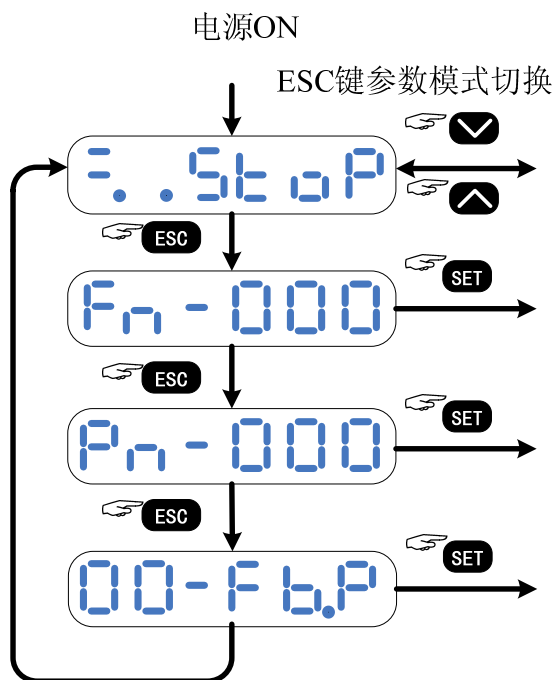 电源ON
ESC键参数模式切换
=. .StoP
ESC
Fn-000
SET
ESC
Pn-000
SET
ESC
00-Fb.P
SET